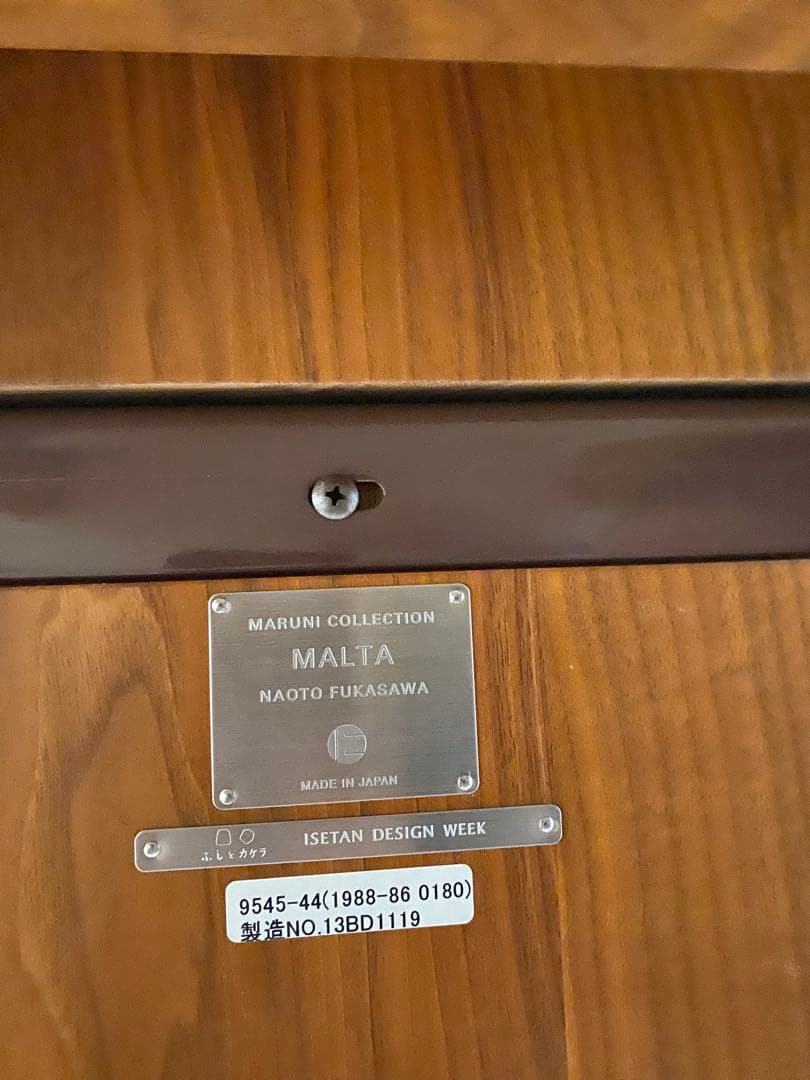 MARUNI COLLECTION
MALTA
NAOTO FUKASAWA
MADE IN JAPAN
ふしとカケラ ISETAN DESIGN WEEK
9545-44(1988-86 0180)
製造NO.13BD1119